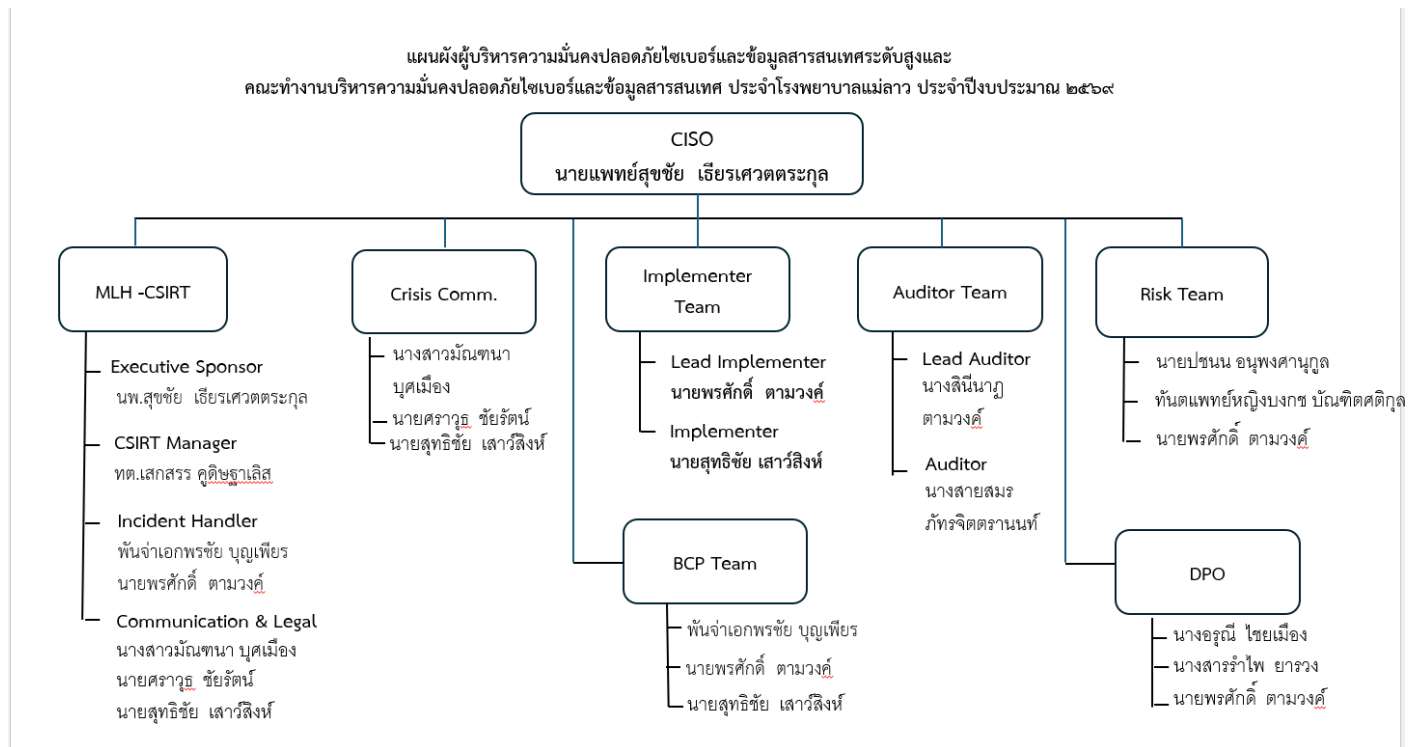 แผนผังผู้บริหารความมั่นคงปลอดภัยไซเบอร์และข้อมูลสารสนเทศระดับสูงและ
คณะทำงานบริหารความมั่นคงปลอดภัยไซเบอร์และข้อมูลสารสนเทศ ประจำโรงพยาบาลแม่ลาว ประจำปีงบประมาณ ๒๕๖๙
CISO
นายแพทย์สุขชัย เธียรเศวตตระกุล
MLH -CSIRT
Executive Sponsor
นพ.สุขชัย เธียรเศวตตระกุล
CSIRT Manager
ทต.เสกสรร คูดิษฐาเลิส
Incident Handler
พันจ่าเอกพรชัย บุญเพียร
นายพรศักดิ์ ตามวงค์
Communication & Legal
นางสาวมัณฑนา บุศเมือง
นายศราวุธ ชัยรัตน์
นายสุทธิชัย เสาว์สิงห์
Crisis Comm.
นางสาวมัณฑนา
บุศเมือง
นายศราวุธ ชัยรัตน์
นายสุทธิชัย เสาว์สิงห์
Implementer
Team
Lead Implementer
นายพรศักดิ์ ตามวงค์
Implementer
นายสุทธิชัย เสาว์สิงห์
BCP Team
พันจ่าเอกพรชัย บุญเพียร
นายพรศักดิ์ ตามวงค์
นายสุทธิชัย เสาว์สิงห์
Auditor Team
Lead Auditor
นางสินีนาฏ
ตามวงค์
Auditor
นางสายสมร
ภัทรจิตตรานนท์
Risk Team
นายปชนน อนุพงศานุกูล
ทันตแพทย์หญิงบงกช บัณฑิตศติกุล
นายพรศักดิ์ ตามวงค์
DPO
นางอรุณี ไชยเมือง
นางสารรำไพ ยารวง
นายพรศักดิ์ ตามวงค์